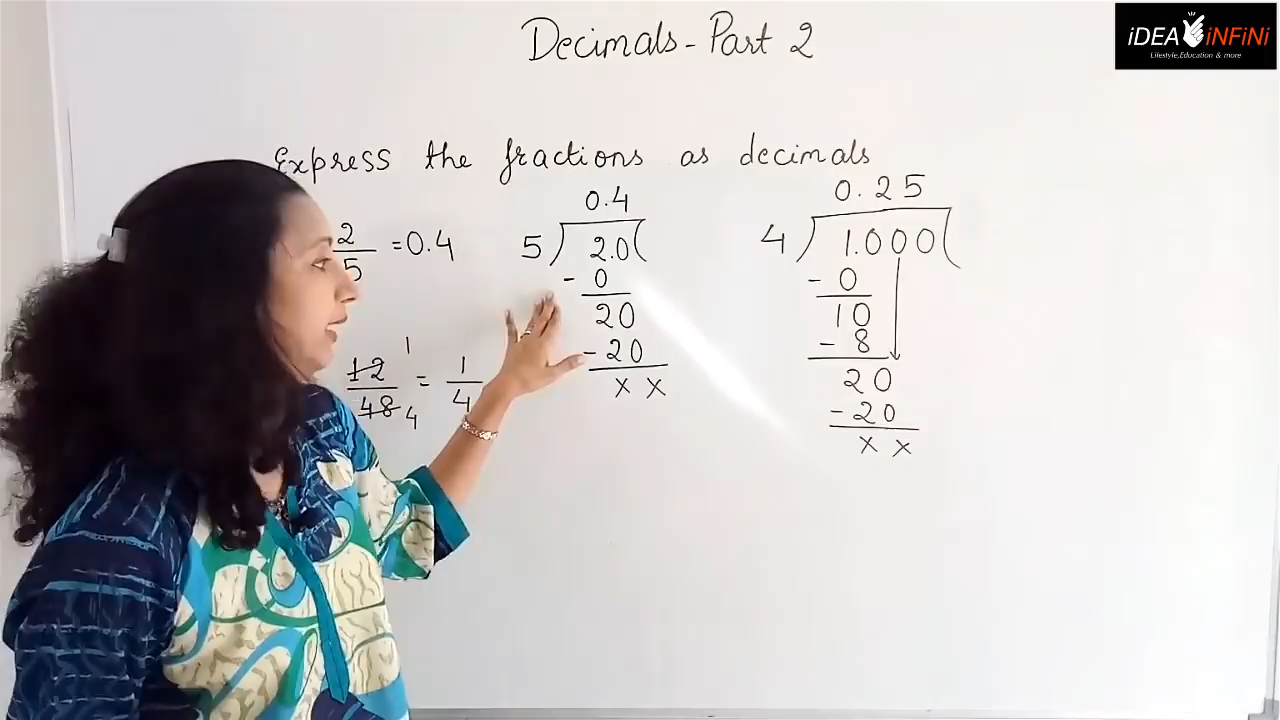 iDEA iNFiNi
Lifestyle,Education & more
Decimals - Part 2
Express the fractions as decimals
2/5 = 0.4
12/48 = 1/4
1
4
0.4
5 ) 2.0 (
- 0
20
- 20
x x
0.25
4 ) 1.000 (
- 0
10
- 8
20
- 20
x x